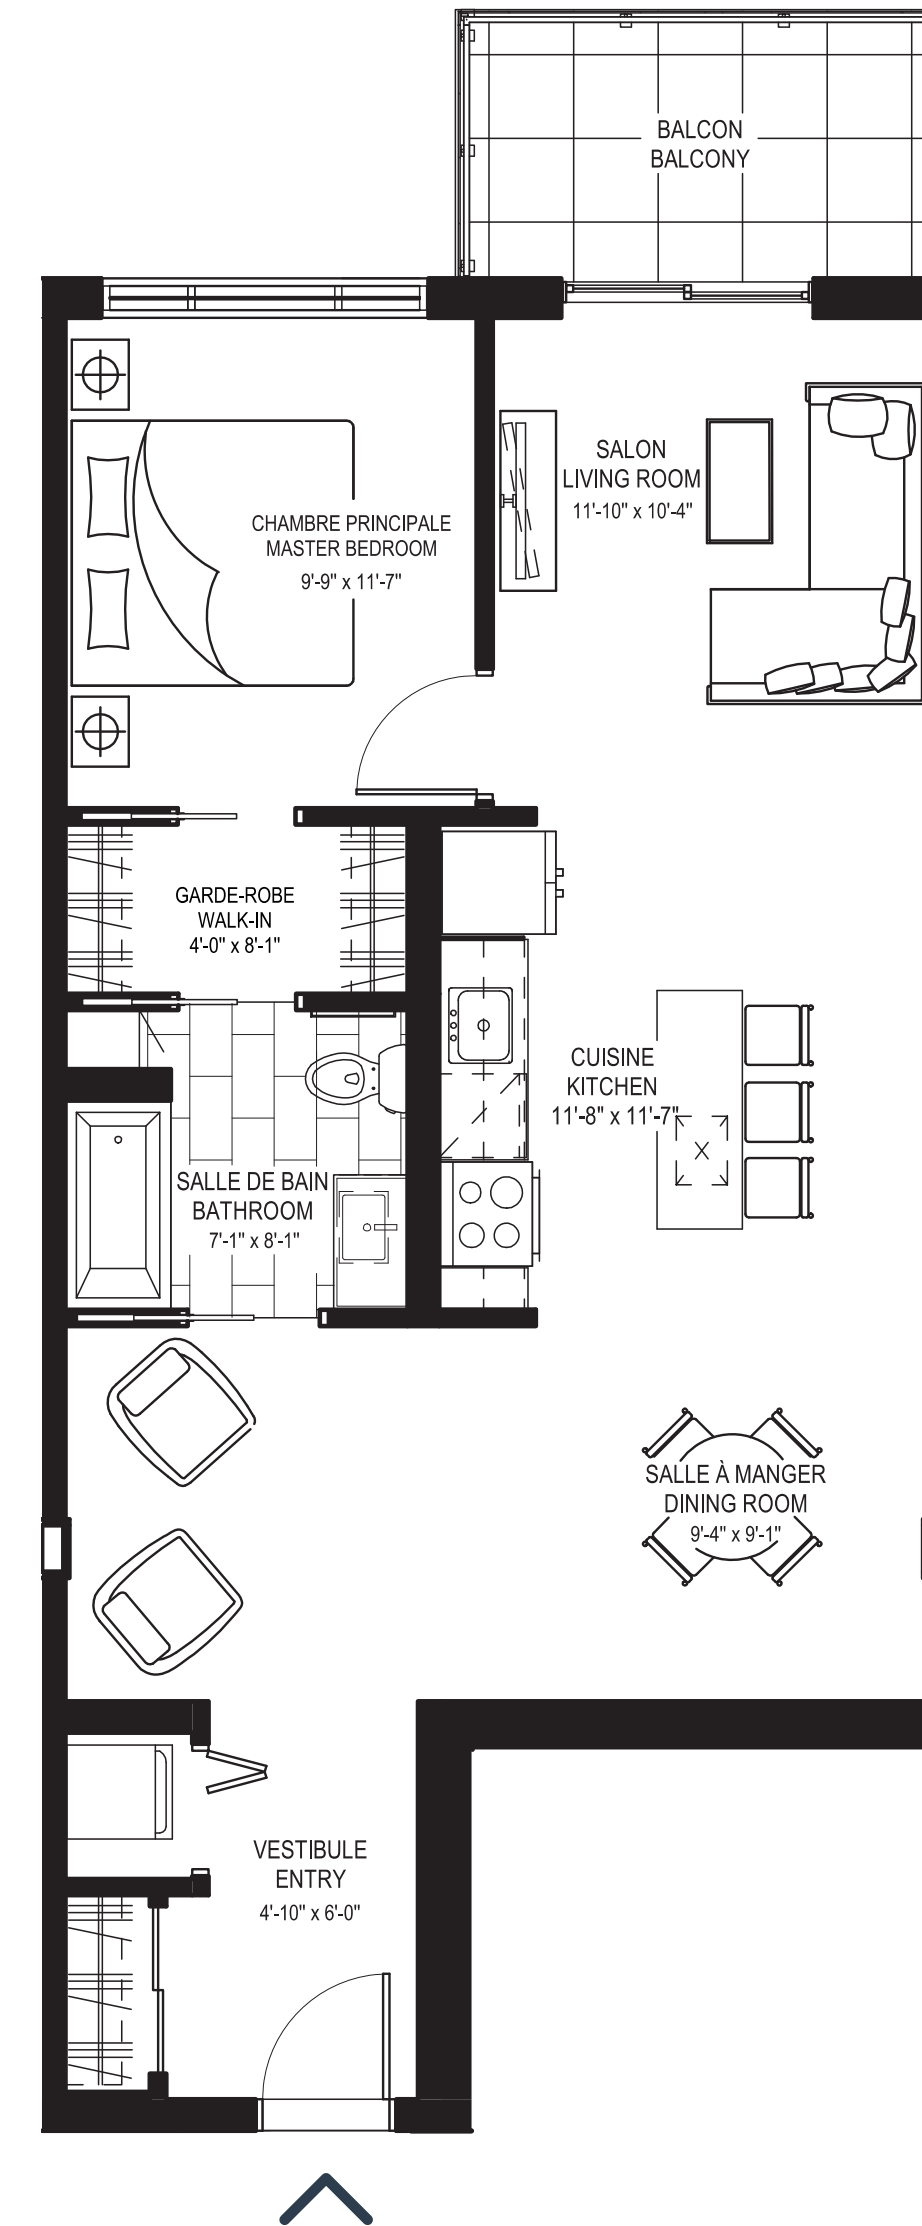 BALCON
BALCONY
SALON
LIVING ROOM
11'-10" x 10'-4"
CHAMBRE PRINCIPALE
MASTER BEDROOM
9'-9" x 11'-7"
GARDE-ROBE
WALK-IN
4'-0" x 8'-1"
CUISINE
KITCHEN
11'-8" x 11'-7"
SALLE DE BAIN
BATHROOM
7'-1" x 8'-1"
SALLE À MANGER
DINING ROOM
9'-4" x 9'-1"
VESTIBULE
ENTRY
4'-10" x 6'-0"